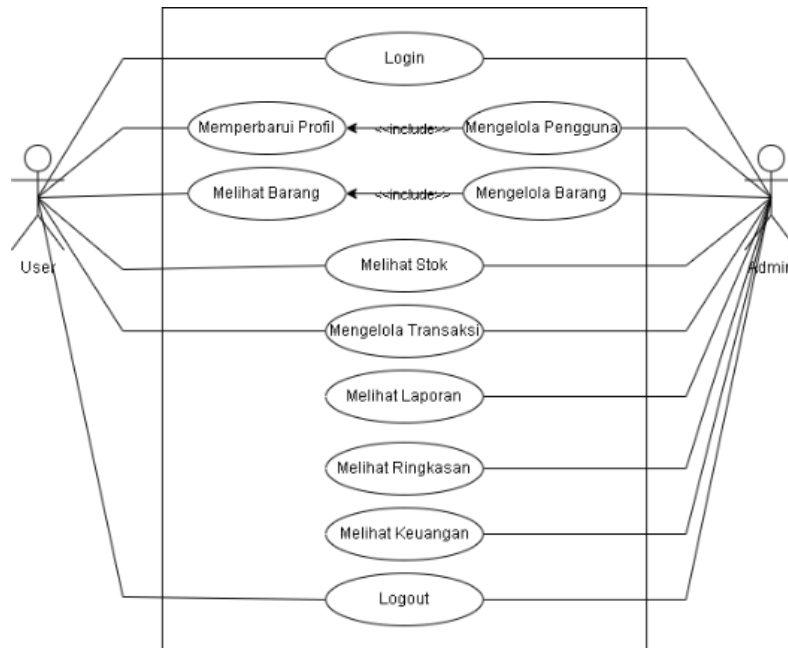 Login
Memperbarui Profil
<<include>>
Mengelola Pengguna
Melihat Barang
<<include>>
Mengelola Barang
User
Admin
Melihat Stok
Mengelola Transaksi
Melihat Laporan
Melihat Ringkasan
Melihat Keuangan
Logout